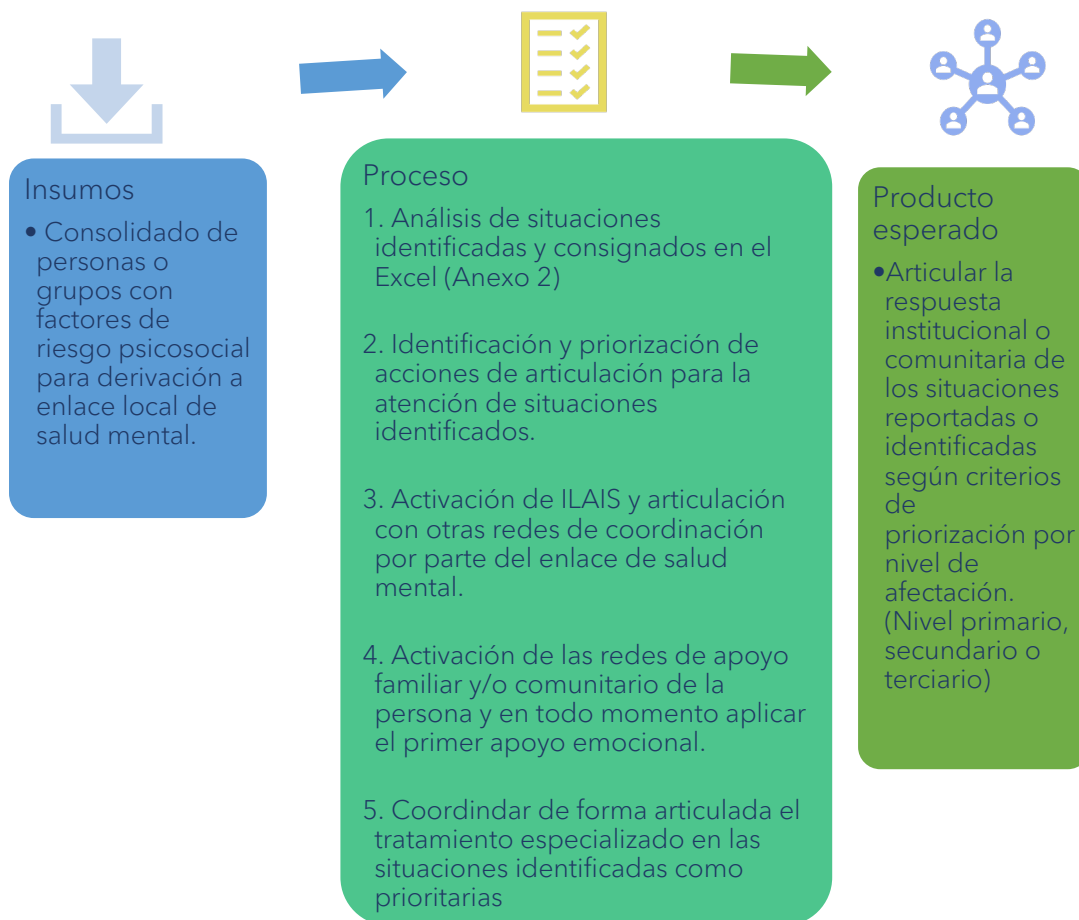 Insumos
• Consolidado de
personas o
grupos con
factores de
riesgo psicosocial
para derivación a
enlace local de
salud mental.
Proceso
1. Análisis de situaciones
identificadas y consignados en el
Excel (Anexo 2)
2. Identificación y priorización de
acciones de articulación para la
atención de situaciones
identificados.
3. Activación de ILAIS y articulación
con otras redes de coordinación
por parte del enlace de salud
mental.
4. Activación de las redes de apoyo
familiar y/o comunitario de la
persona y en todo momento aplicar
el primer apoyo emocional.
5. Coordindar de forma articulada el
tratamiento especializado en las
situaciones identificadas como
prioritarias
Producto
esperado
•Articular la
respuesta
institucional o
comunitaria de
los situaciones
reportadas o
identificadas
según criterios
de
priorización por
nivel de
afectación.
(Nivel primario,
secundario o
terciario)